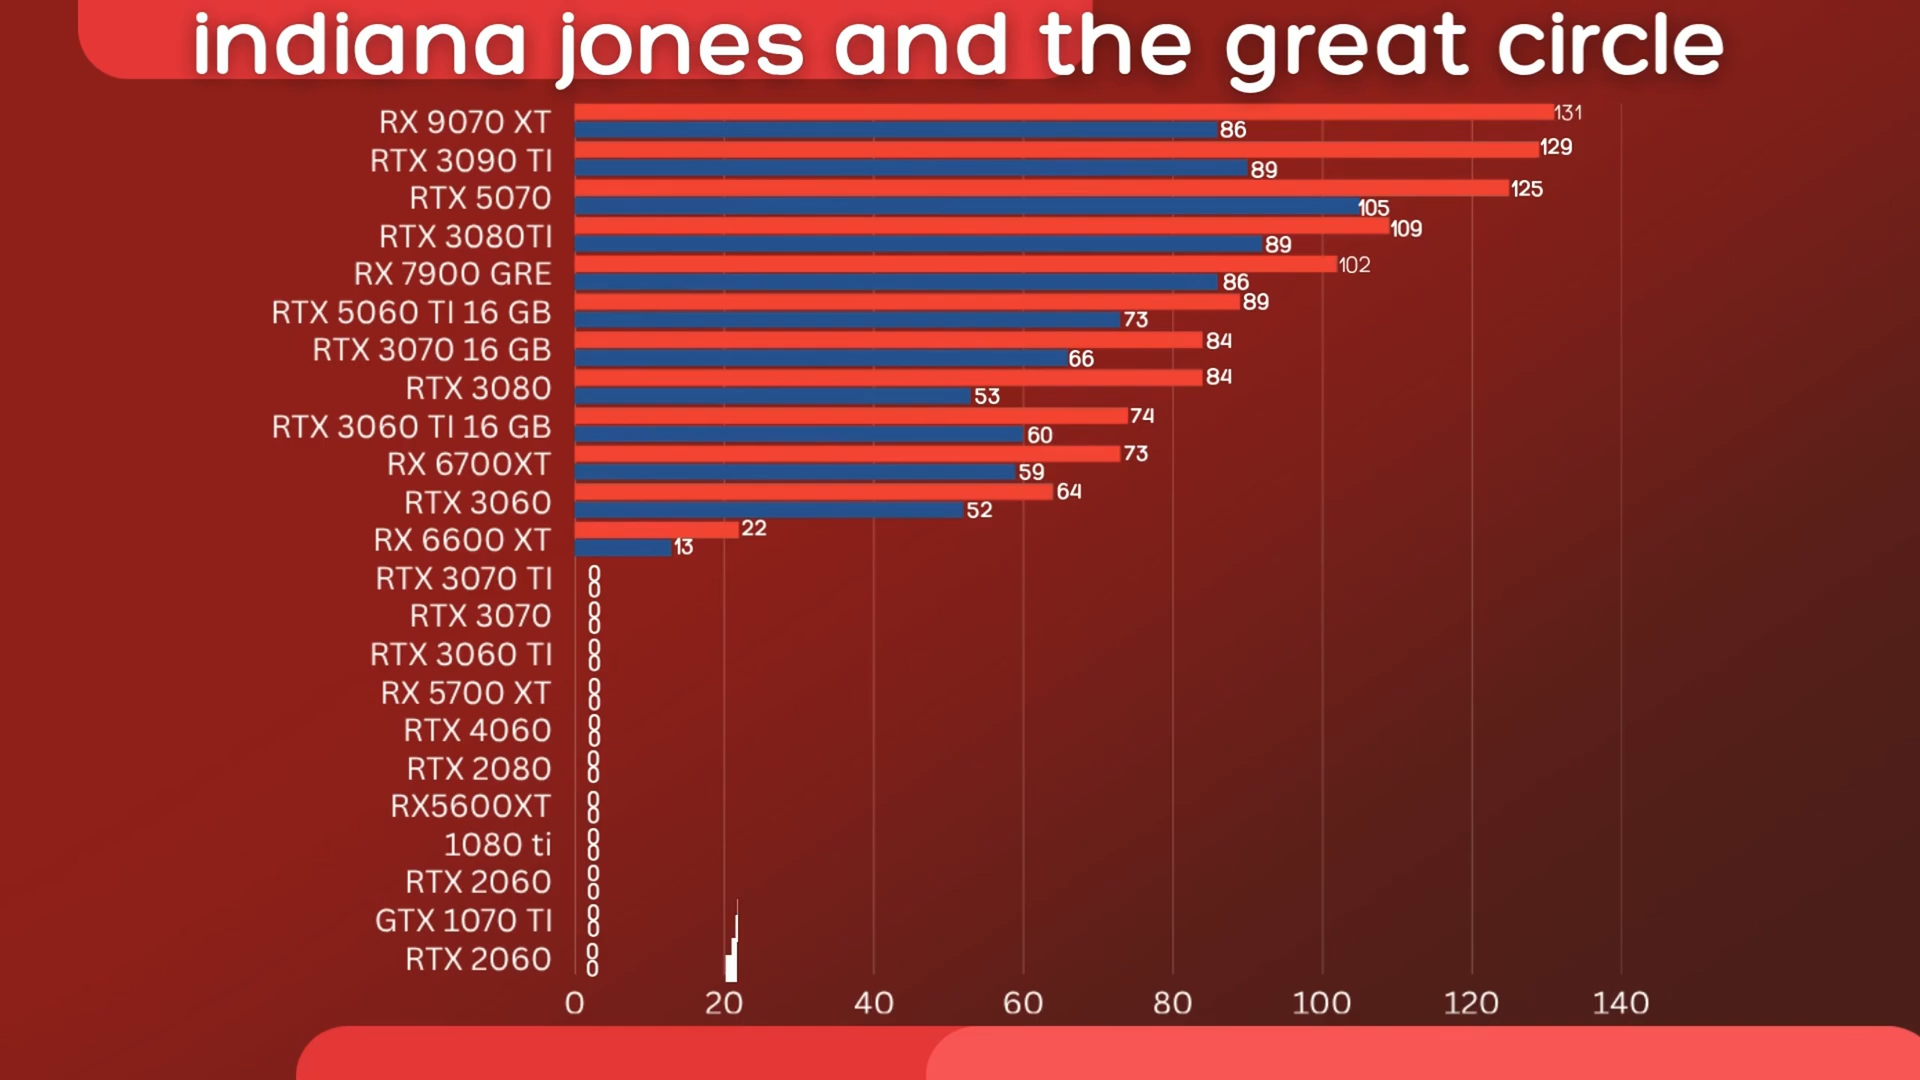 indiana jones and the great circle
RX 9070 XT 131 86
RTX 3090 TI 129 89
RTX 5070 125 105
RTX 3080TI 109 89
RX 7900 GRE 102 86
RTX 5060 TI 16 GB 89 73
RTX 3070 16 GB 84 66
RTX 3080 84 53
RTX 3060 TI 16 GB 74 60
RX 6700XT 73 59
RTX 3060 64 52
RX 6600 XT 22 13
RTX 3070 TI 0 0
RTX 3070 0 0
RTX 3060 TI 0 0
RX 5700 XT 0 0
RTX 4060 0 0
RTX 2080 0 0
RX5600XT 0 0
1080 ti 0 0
RTX 2060 0 0
GTX 1070 TI 0 0
RTX 2060 0 0
0 20 40 60 80 100 120 140